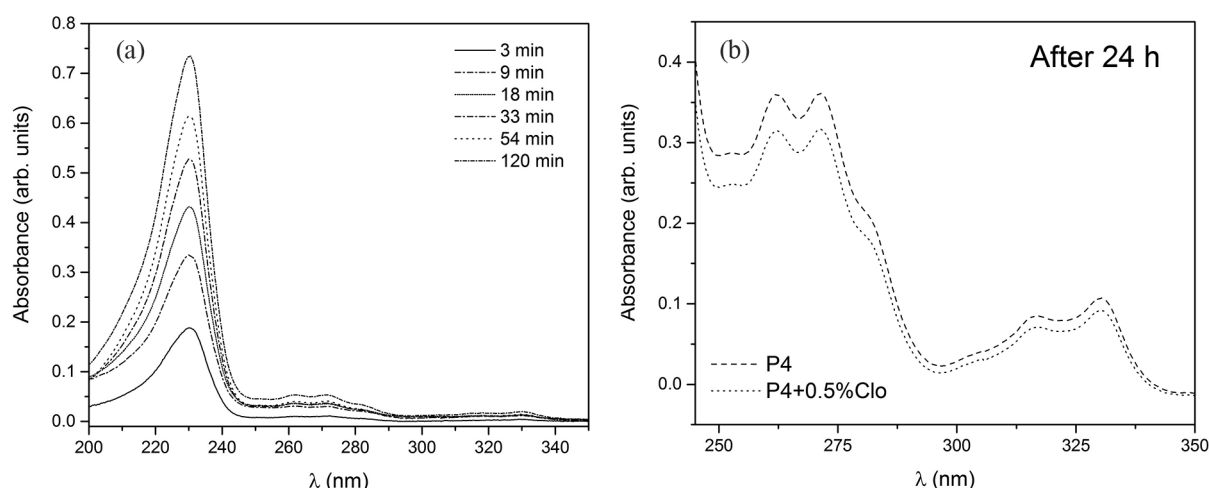 (a)
3 min
9 min
18 min
33 min
54 min
120 min
0.8
0.7
0.6
0.5
0.4
0.3
0.2
0.1
0.0
Absorbance (arb. units)
200 220 240 260 280 300 320 340
λ (nm)
(b)
After 24 h
0.4
0.3
0.2
0.1
0.0
Absorbance (arb. units)
P4
P4+0.5%Clo
250 275 300 325 350
λ (nm)